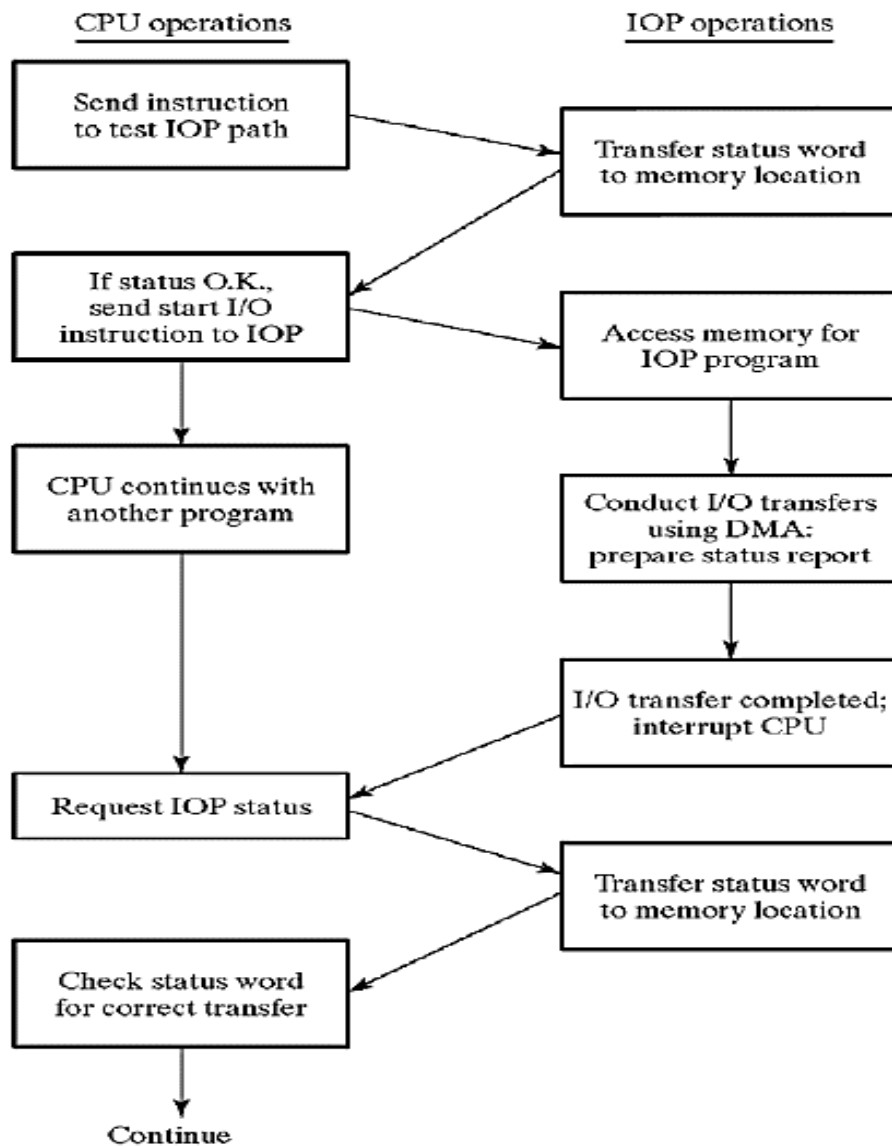 CPU operations
IOP operations
Send instruction
to test IOP path
Transfer status word
to memory location
If status O.K.,
send start I/O
instruction to IOP
Access memory for
IOP program
CPU continues with
another program
Conduct I/O transfers
using DMA:
prepare status report
I/O transfer completed;
interrupt CPU
Request IOP status
Transfer status word
to memory location
Check status word
for correct transfer
Continue